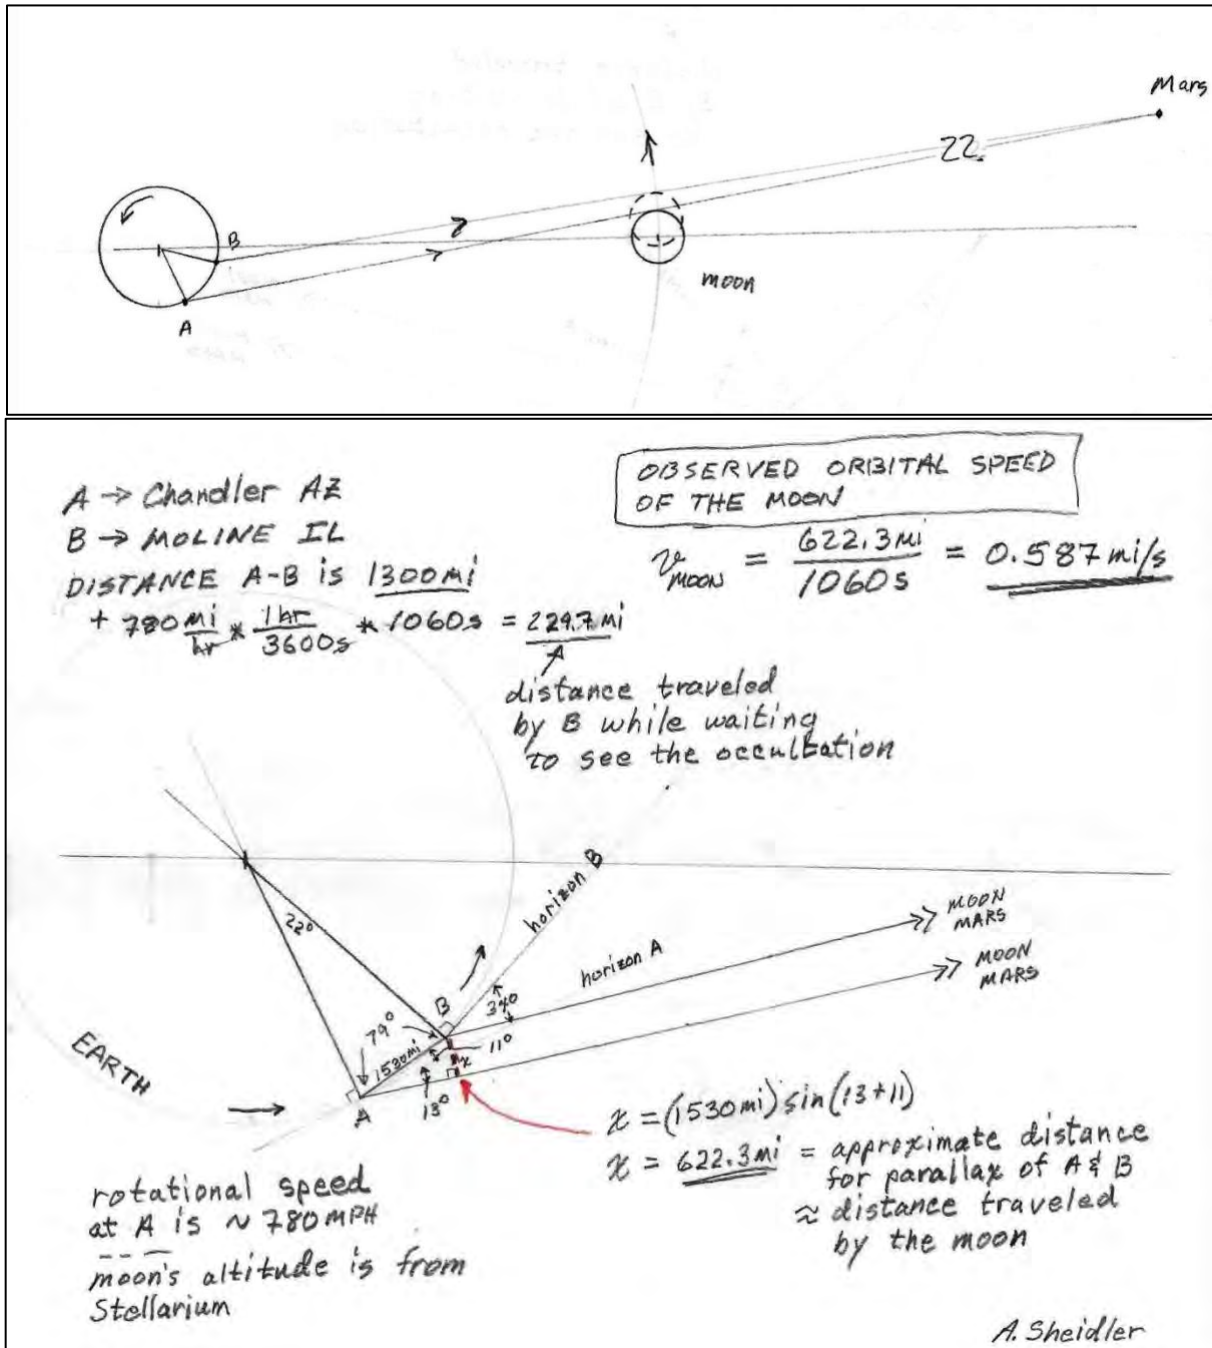 Mars
22.
B
moon
A
A → Chandler AZ
B → MOLINE IL
DISTANCE A-B is 1300mi
+ 780 mi/hr * 1hr/3600s * 1060s = 229.7 mi
distance traveled
by B while waiting
to see the occultation
OBSERVED ORBITAL SPEED
OF THE MOON
v MOON = 622.3mi/1060s = 0.587 mi/s
22°
horizon B
horizon A
MOON
MARS
MOON
MARS
B
34°
79°
11°
1530mi
x
EARTH
A
13°
x = (1530mi) sin(13+11)
x = 622.3mi = approximate distance
for parallax of A & B
≈ distance traveled
by the moon
rotational speed
at A is ~ 780 MPH
moon's altitude is from
Stellarium
A. Sheidler